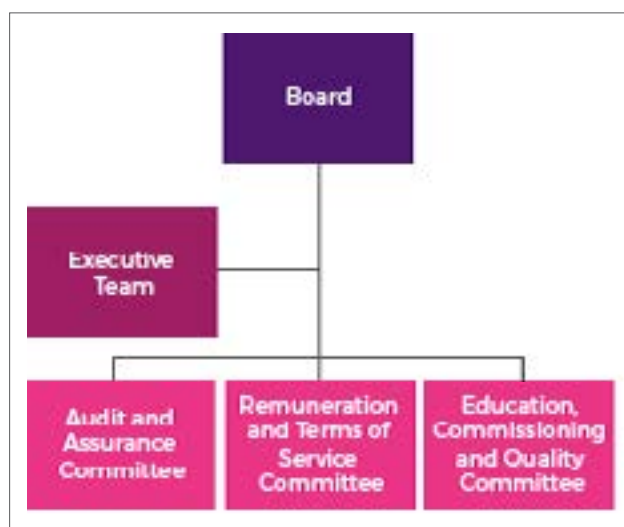 Board
Executive
Team
Audit and
Assurance
Committee
Remuneration
and Terms of
Service
Committee
Education,
Commissioning
and Quality
Committee